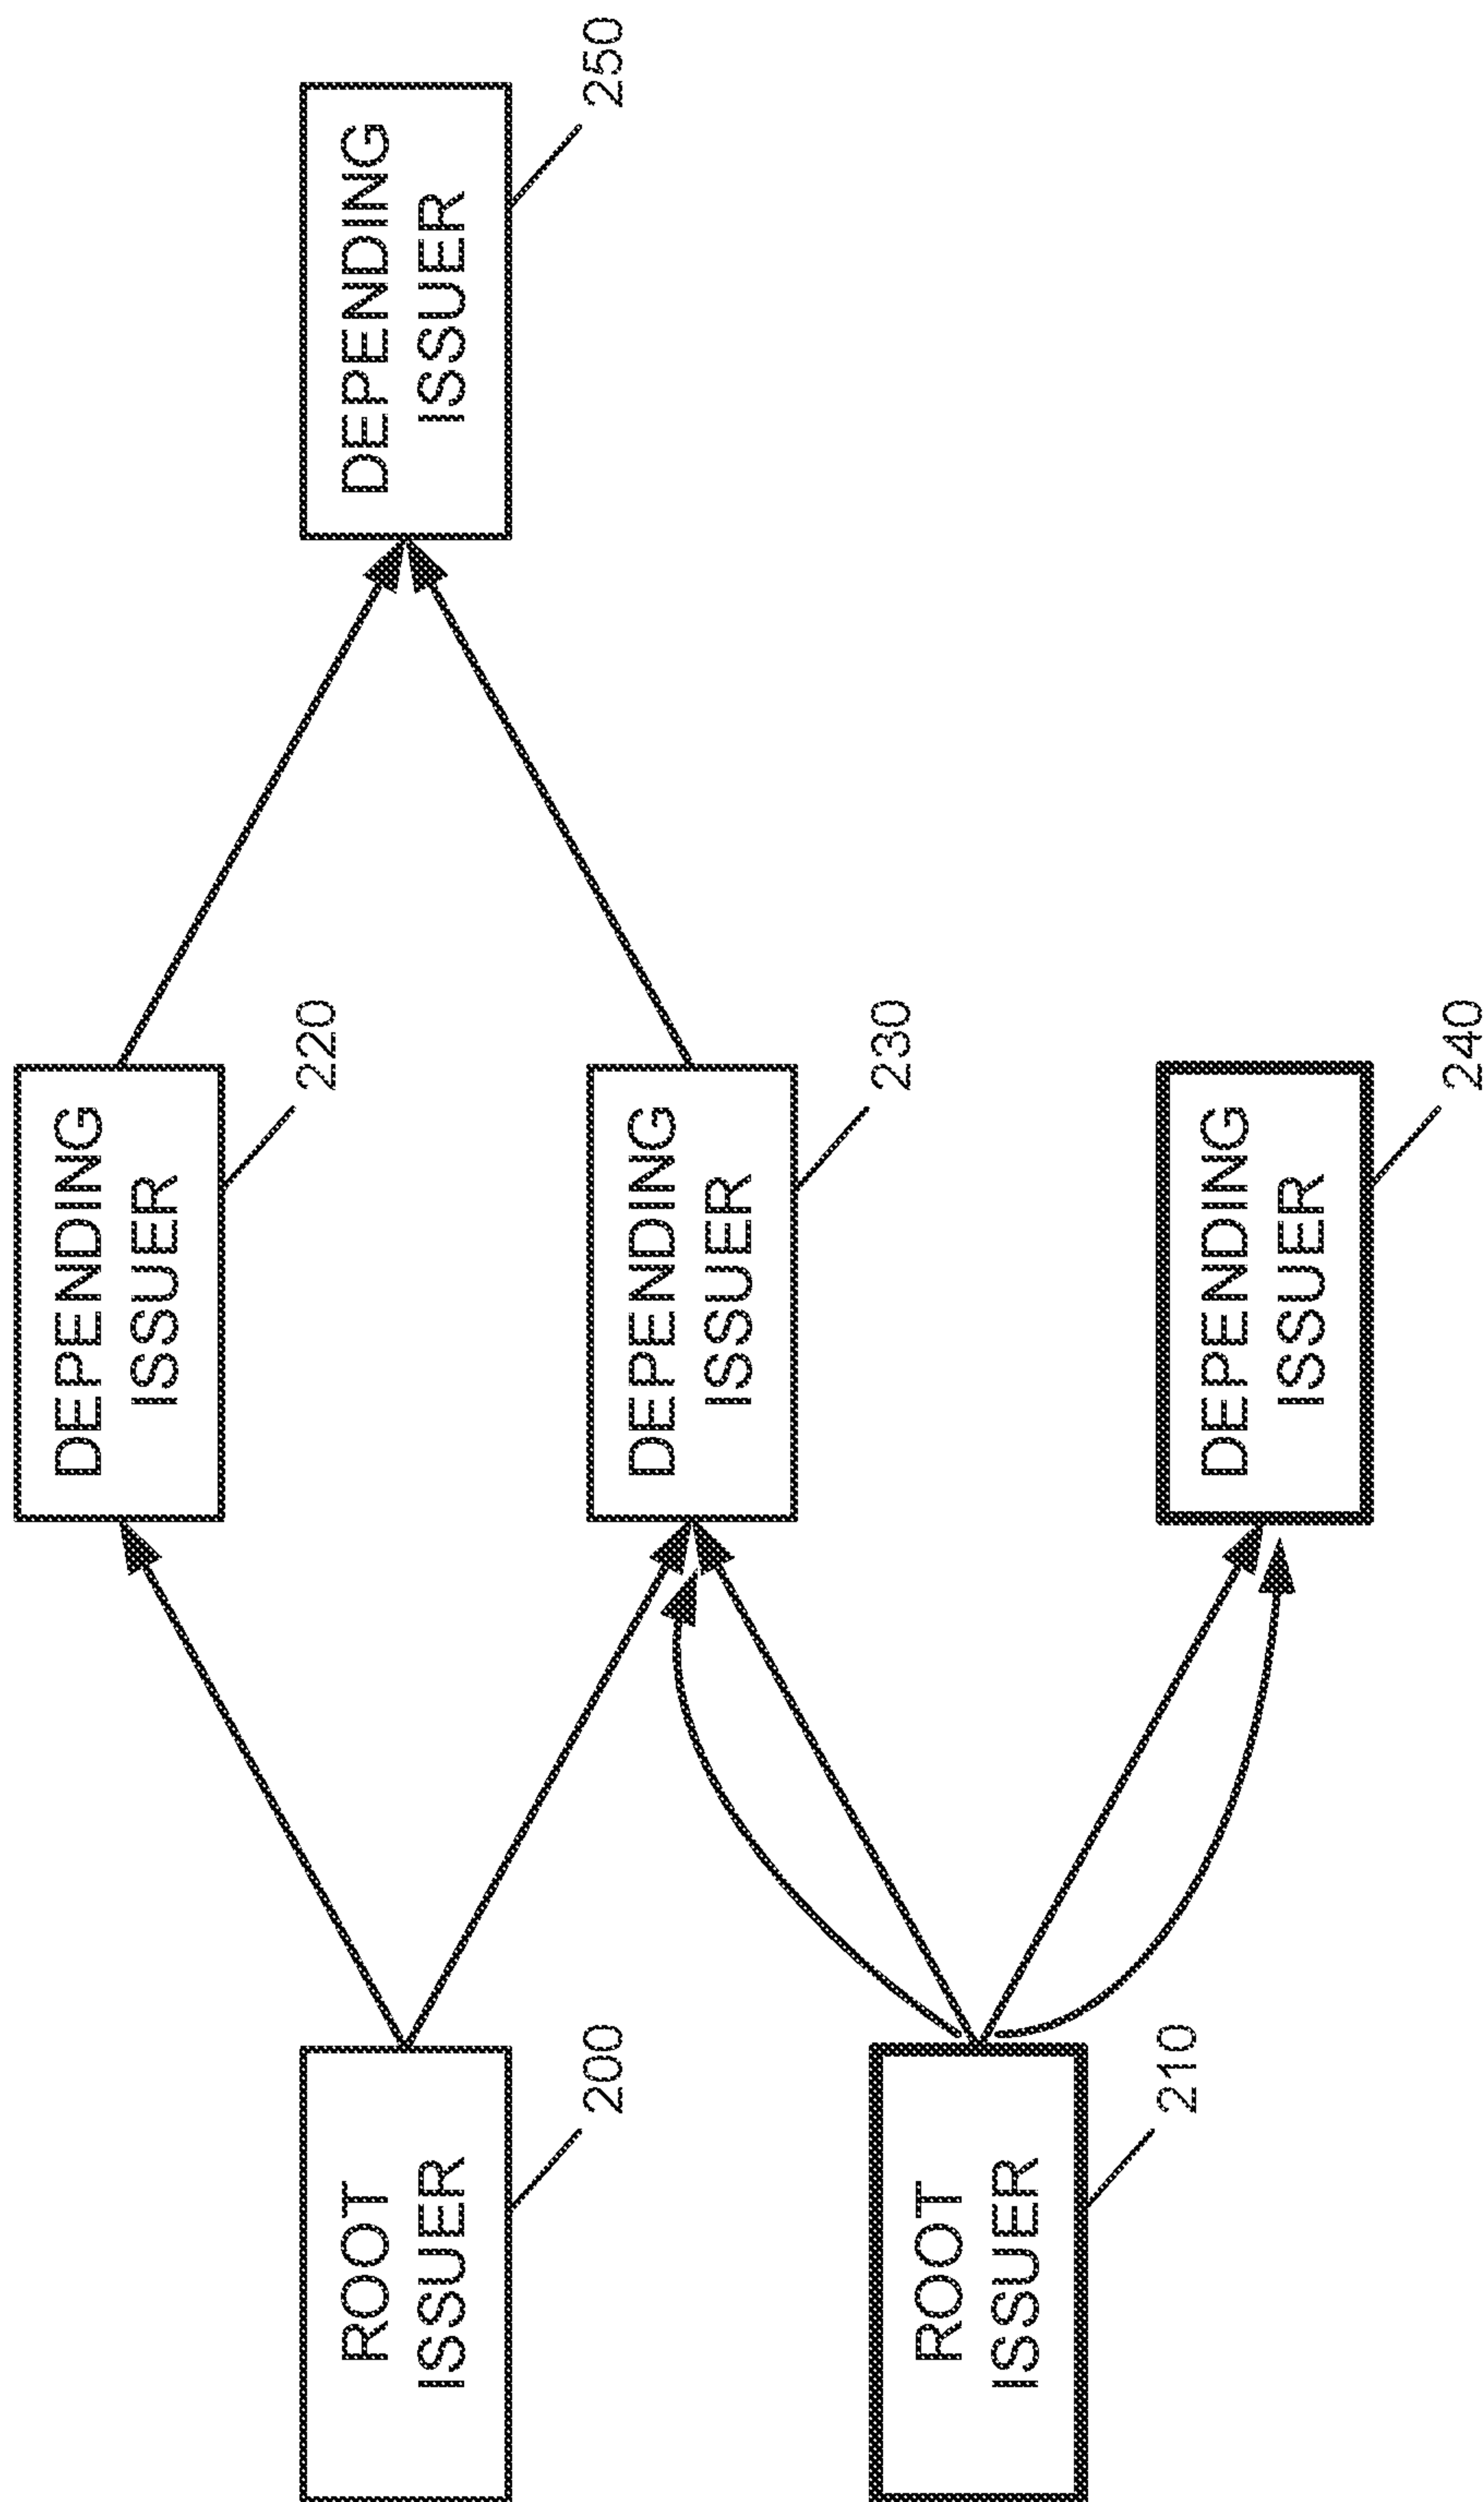 ROOT
ISSUER
200
ROOT
ISSUER
210
DEPENDING
ISSUER
220
DEPENDING
ISSUER
230
DEPENDING
ISSUER
240
DEPENDING
ISSUER
250